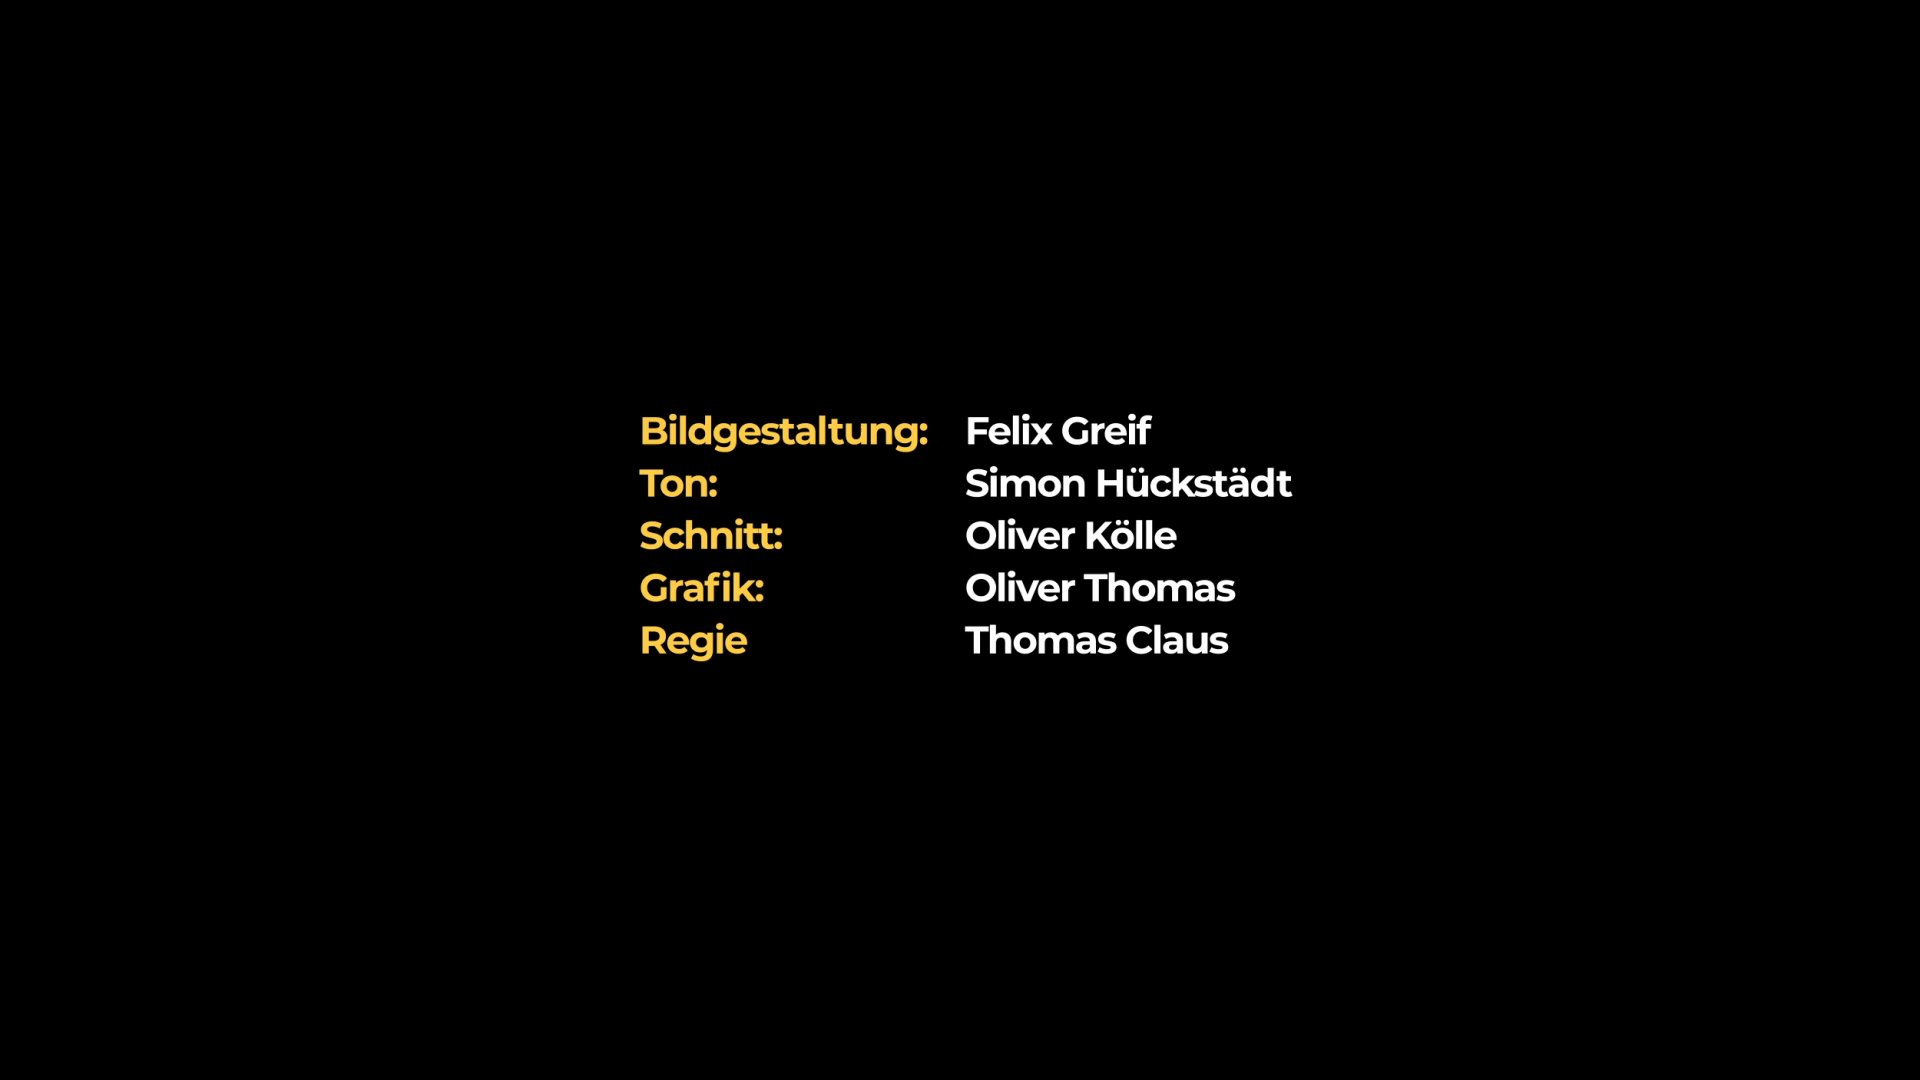 Bildgestaltung: Felix Greif
Ton: Simon Hückstädt
Schnitt: Oliver Kölle
Grafik: Oliver Thomas
Regie Thomas Claus